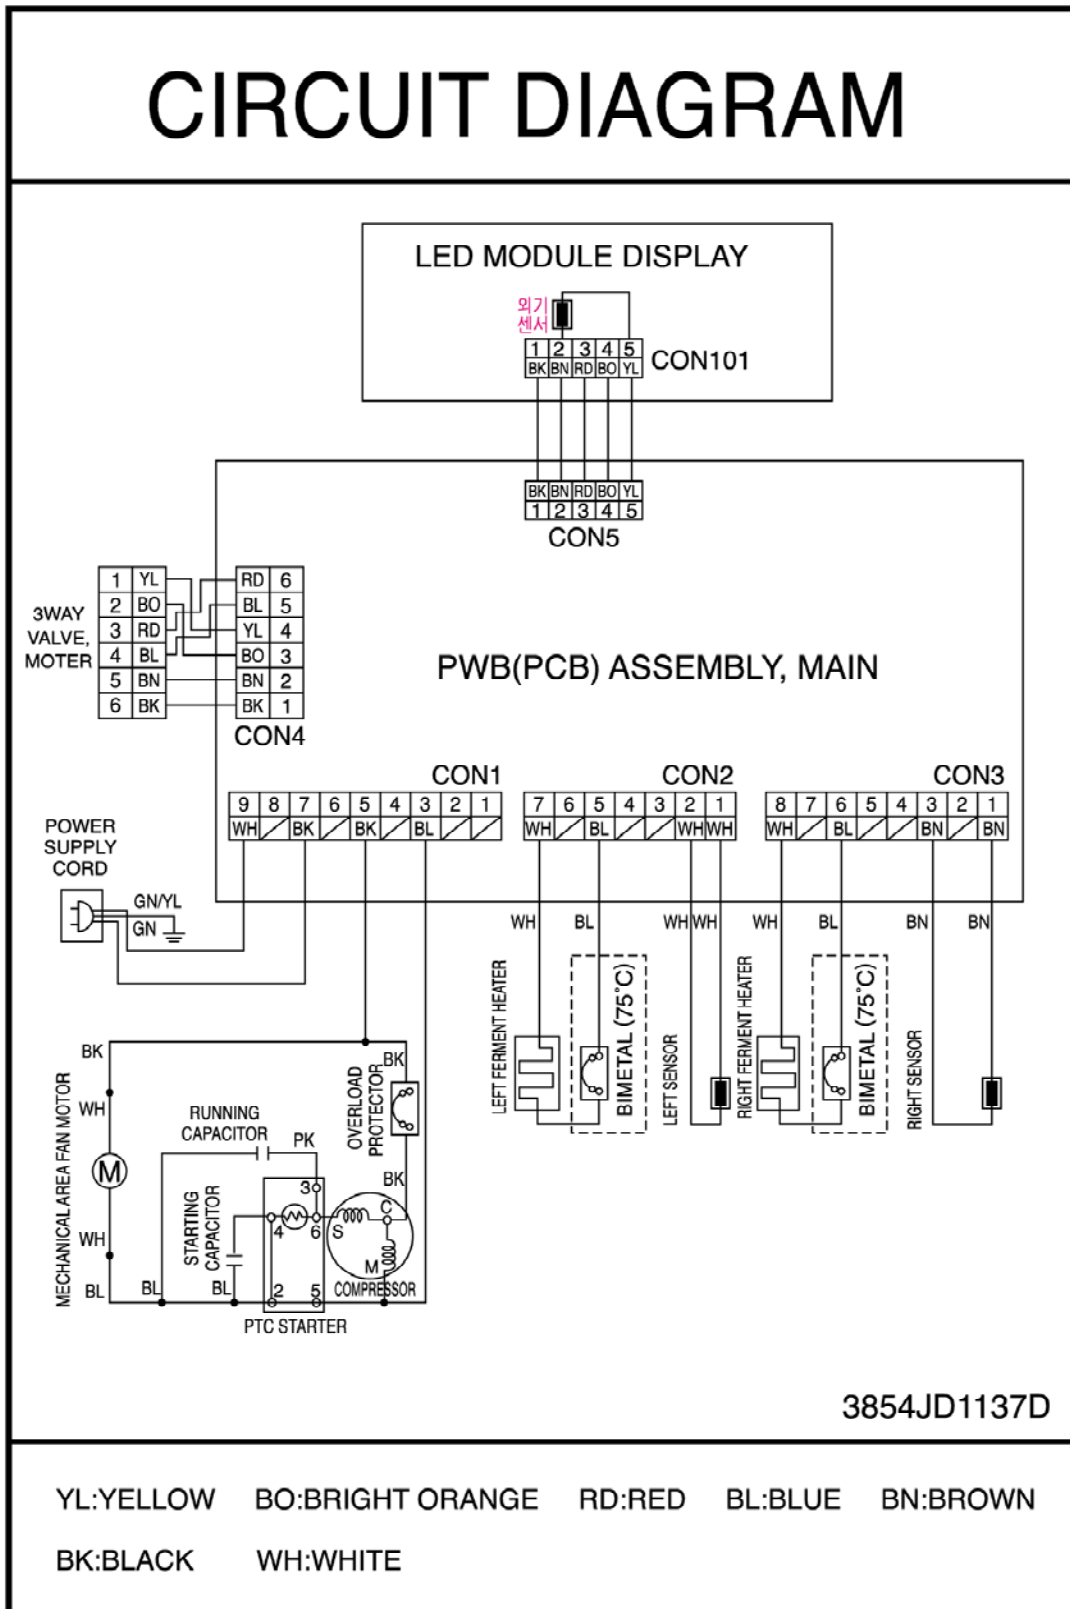 CIRCUIT DIAGRAM
LED MODULE DISPLAY
외기
센서
1 2 3 4 5
BK BN RD BO YL
CON101
BK BN RD BO YL
1 2 3 4 5
CON5
3WAY
VALVE,
MOTER
1 YL
2 BO
3 RD
4 BL
5 BN
6 BK
RD 6
BL 5
YL 4
BO 3
BN 2
BK 1
CON4
PWB(PCB) ASSEMBLY, MAIN
CON1
9 8 7 6 5 4 3 2 1
WH BK BK BL
CON2
7 6 5 4 3 2 1
WH BL WH WH
CON3
8 7 6 5 4 3 2 1
WH BL BN BN
POWER
SUPPLY
CORD
GN/YL
GN
WH BL WH WH WH BL BN BN
LEFT FERMENT HEATER
BIMETAL (75°C)
LEFT SENSOR
RIGHT FERMENT HEATER
BIMETAL (75°C)
RIGHT SENSOR
MECHANICAL AREA FAN MOTOR
BK
WH
M
WH
BL
RUNNING
CAPACITOR
PK
STARTING
CAPACITOR
BL
BL
OVERLOAD
PROTECTOR
BK
BK
3
4 6
2 5
S
C
M
COMPRESSOR
PTC STARTER
3854JD1137D
YL:YELLOW BO:BRIGHT ORANGE RD:RED BL:BLUE BN:BROWN
BK:BLACK WH:WHITE